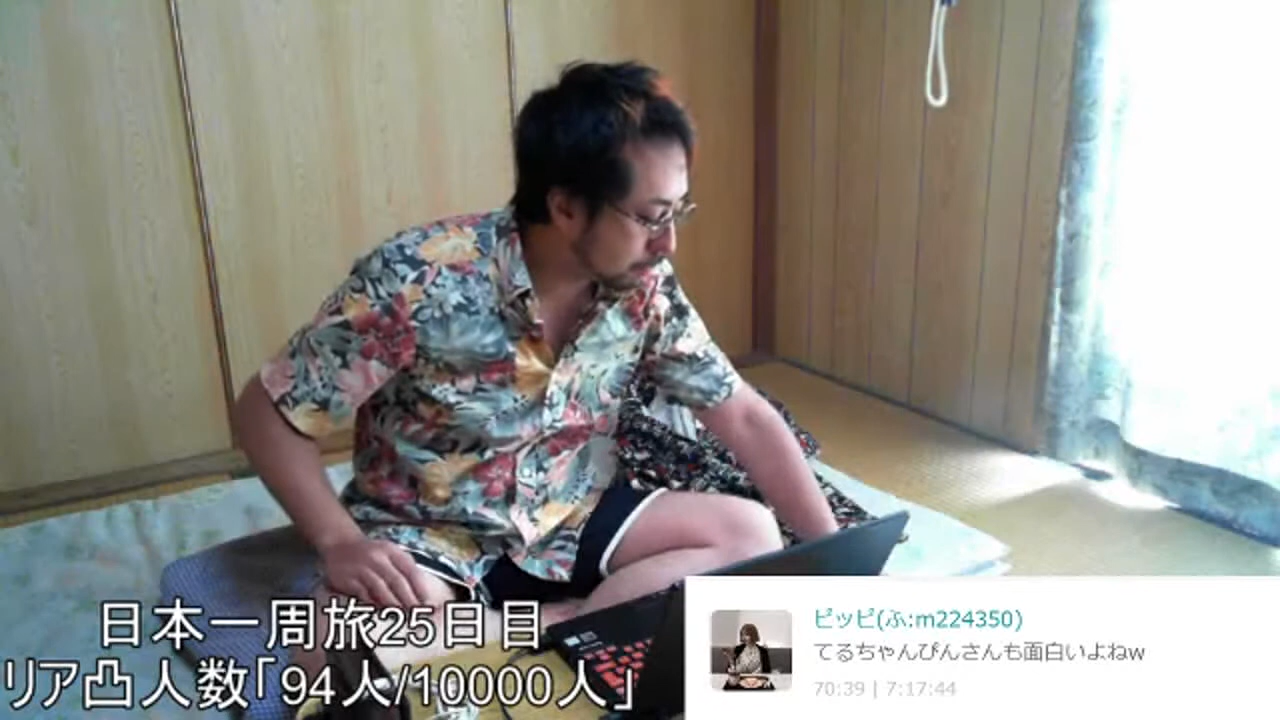 日本一周旅25日目
リア凸人数「94人/10000人」
ピッピ(ふ:m224350)
てるちゃんぴんさんも面白いよねw
70:39 | 7:17:44